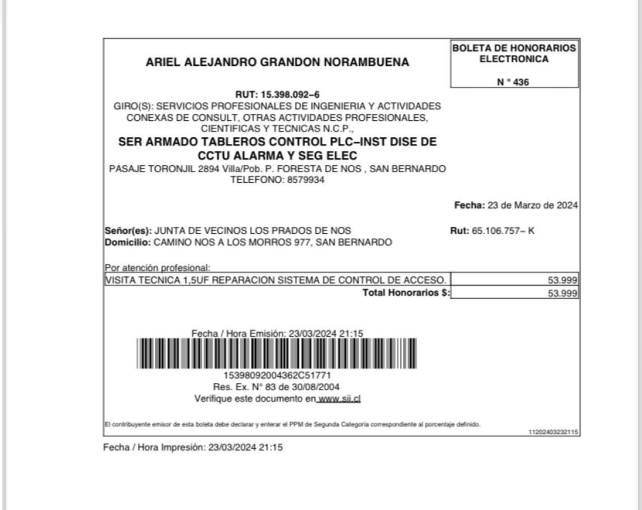 ARIEL ALEJANDRO GRANDON NORAMBUENA
BOLETA DE HONORARIOS
ELECTRONICA
N ° 436
RUT: 15.398.092–6
GIRO(S): SERVICIOS PROFESIONALES DE INGENIERIA Y ACTIVIDADES
CONEXAS DE CONSULT, OTRAS ACTIVIDADES PROFESIONALES,
CIENTIFICAS Y TECNICAS N.C.P.,
SER ARMADO TABLEROS CONTROL PLC–INST DISE DE
CCTU ALARMA Y SEG ELEC
PASAJE TORONJIL 2894 Villa/Pob. P. FORESTA DE NOS , SAN BERNARDO
TELEFONO: 8579934
Fecha: 23 de Marzo de 2024
Señor(es): JUNTA DE VECINOS LOS PRADOS DE NOS
Rut: 65.106.757– K
Domicilio: CAMINO NOS A LOS MORROS 977, SAN BERNARDO
Por atención profesional:
VISITA TECNICA 1,5UF REPARACION SISTEMA DE CONTROL DE ACCESO. 53.999
Total Honorarios $: 53.999
Fecha / Hora Emisión: 23/03/2024 21:15
15398092004362C51771
Res. Ex. N° 83 de 30/08/2004
Verifique este documento en www.sii.cl
El contribuyente emisor de esta boleta debe declarar y enterar el PPM de Segunda Categoría correspondiente al porcentaje definido.
11202403232115
Fecha / Hora Impresión: 23/03/2024 21:15